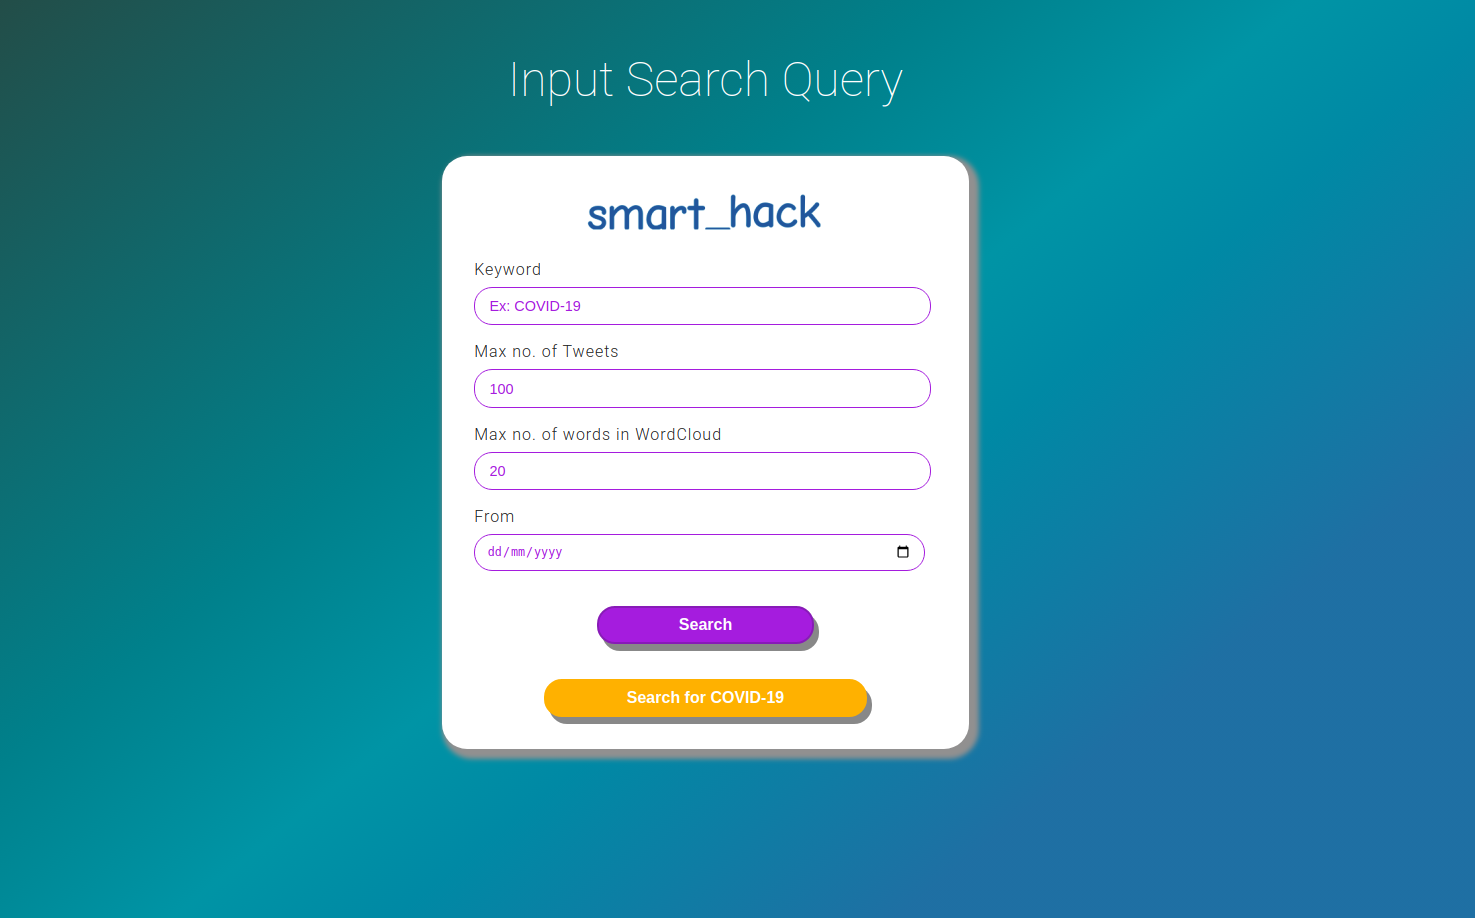 Input Search Query
smart_hack
Keyword
Ex: COVID-19
Max no. of Tweets
100
Max no. of words in WordCloud
20
From
dd/mm/yyyy
Search
Search for COVID-19